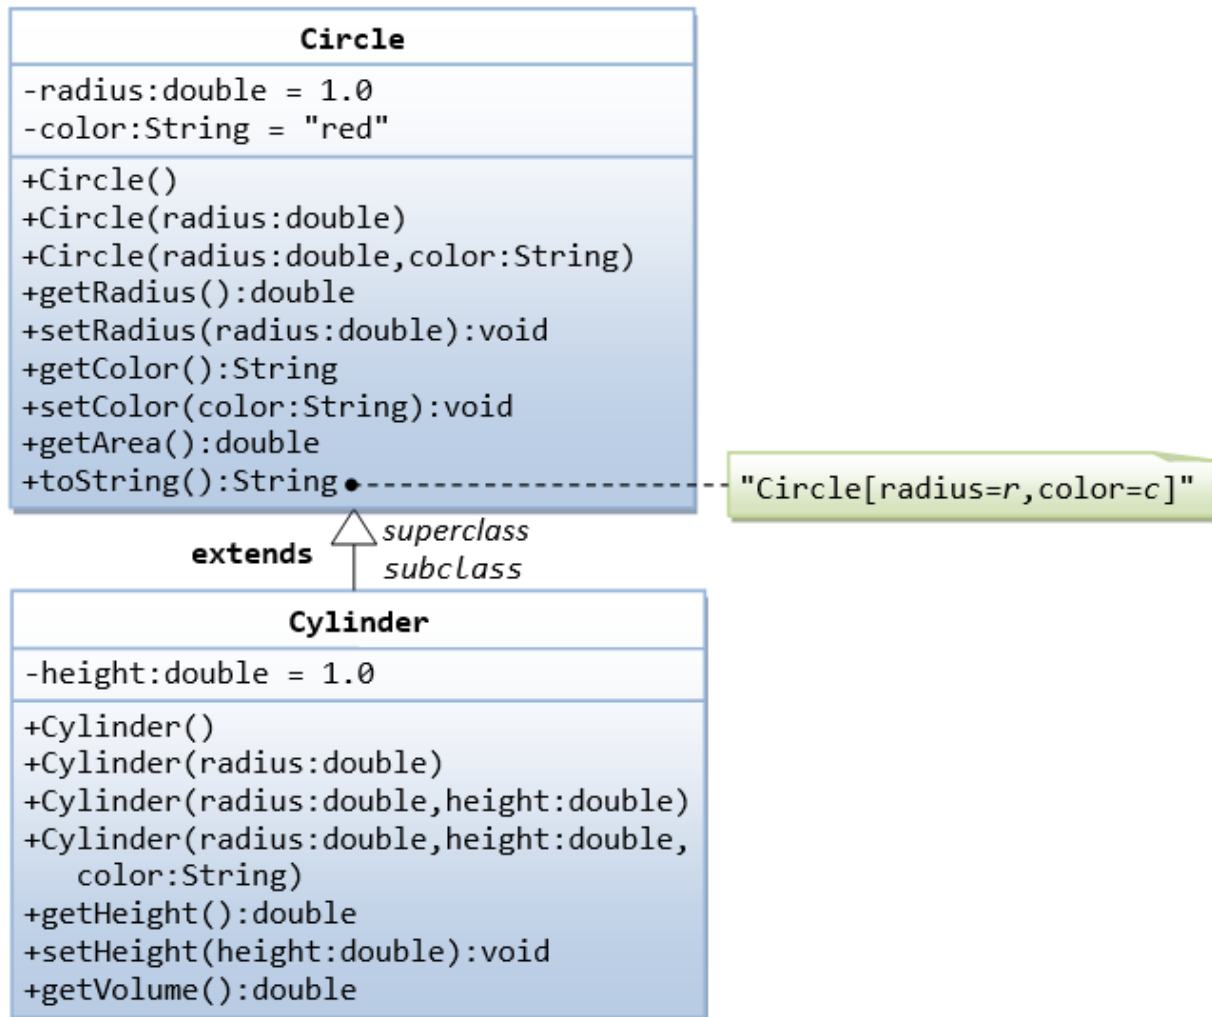 Circle
-radius:double = 1.0
-color:String = "red"
+Circle()
+Circle(radius:double)
+Circle(radius:double,color:String)
+getRadius():double
+setRadius(radius:double):void
+getColor():String
+setColor(color:String):void
+getArea():double
+toString():String
"Circle[radius=r,color=c]"
superclass
extends
subclass
Cylinder
-height:double = 1.0
+Cylinder()
+Cylinder(radius:double)
+Cylinder(radius:double,height:double)
+Cylinder(radius:double,height:double,
color:String)
+getHeight():double
+setHeight(height:double):void
+getVolume():double